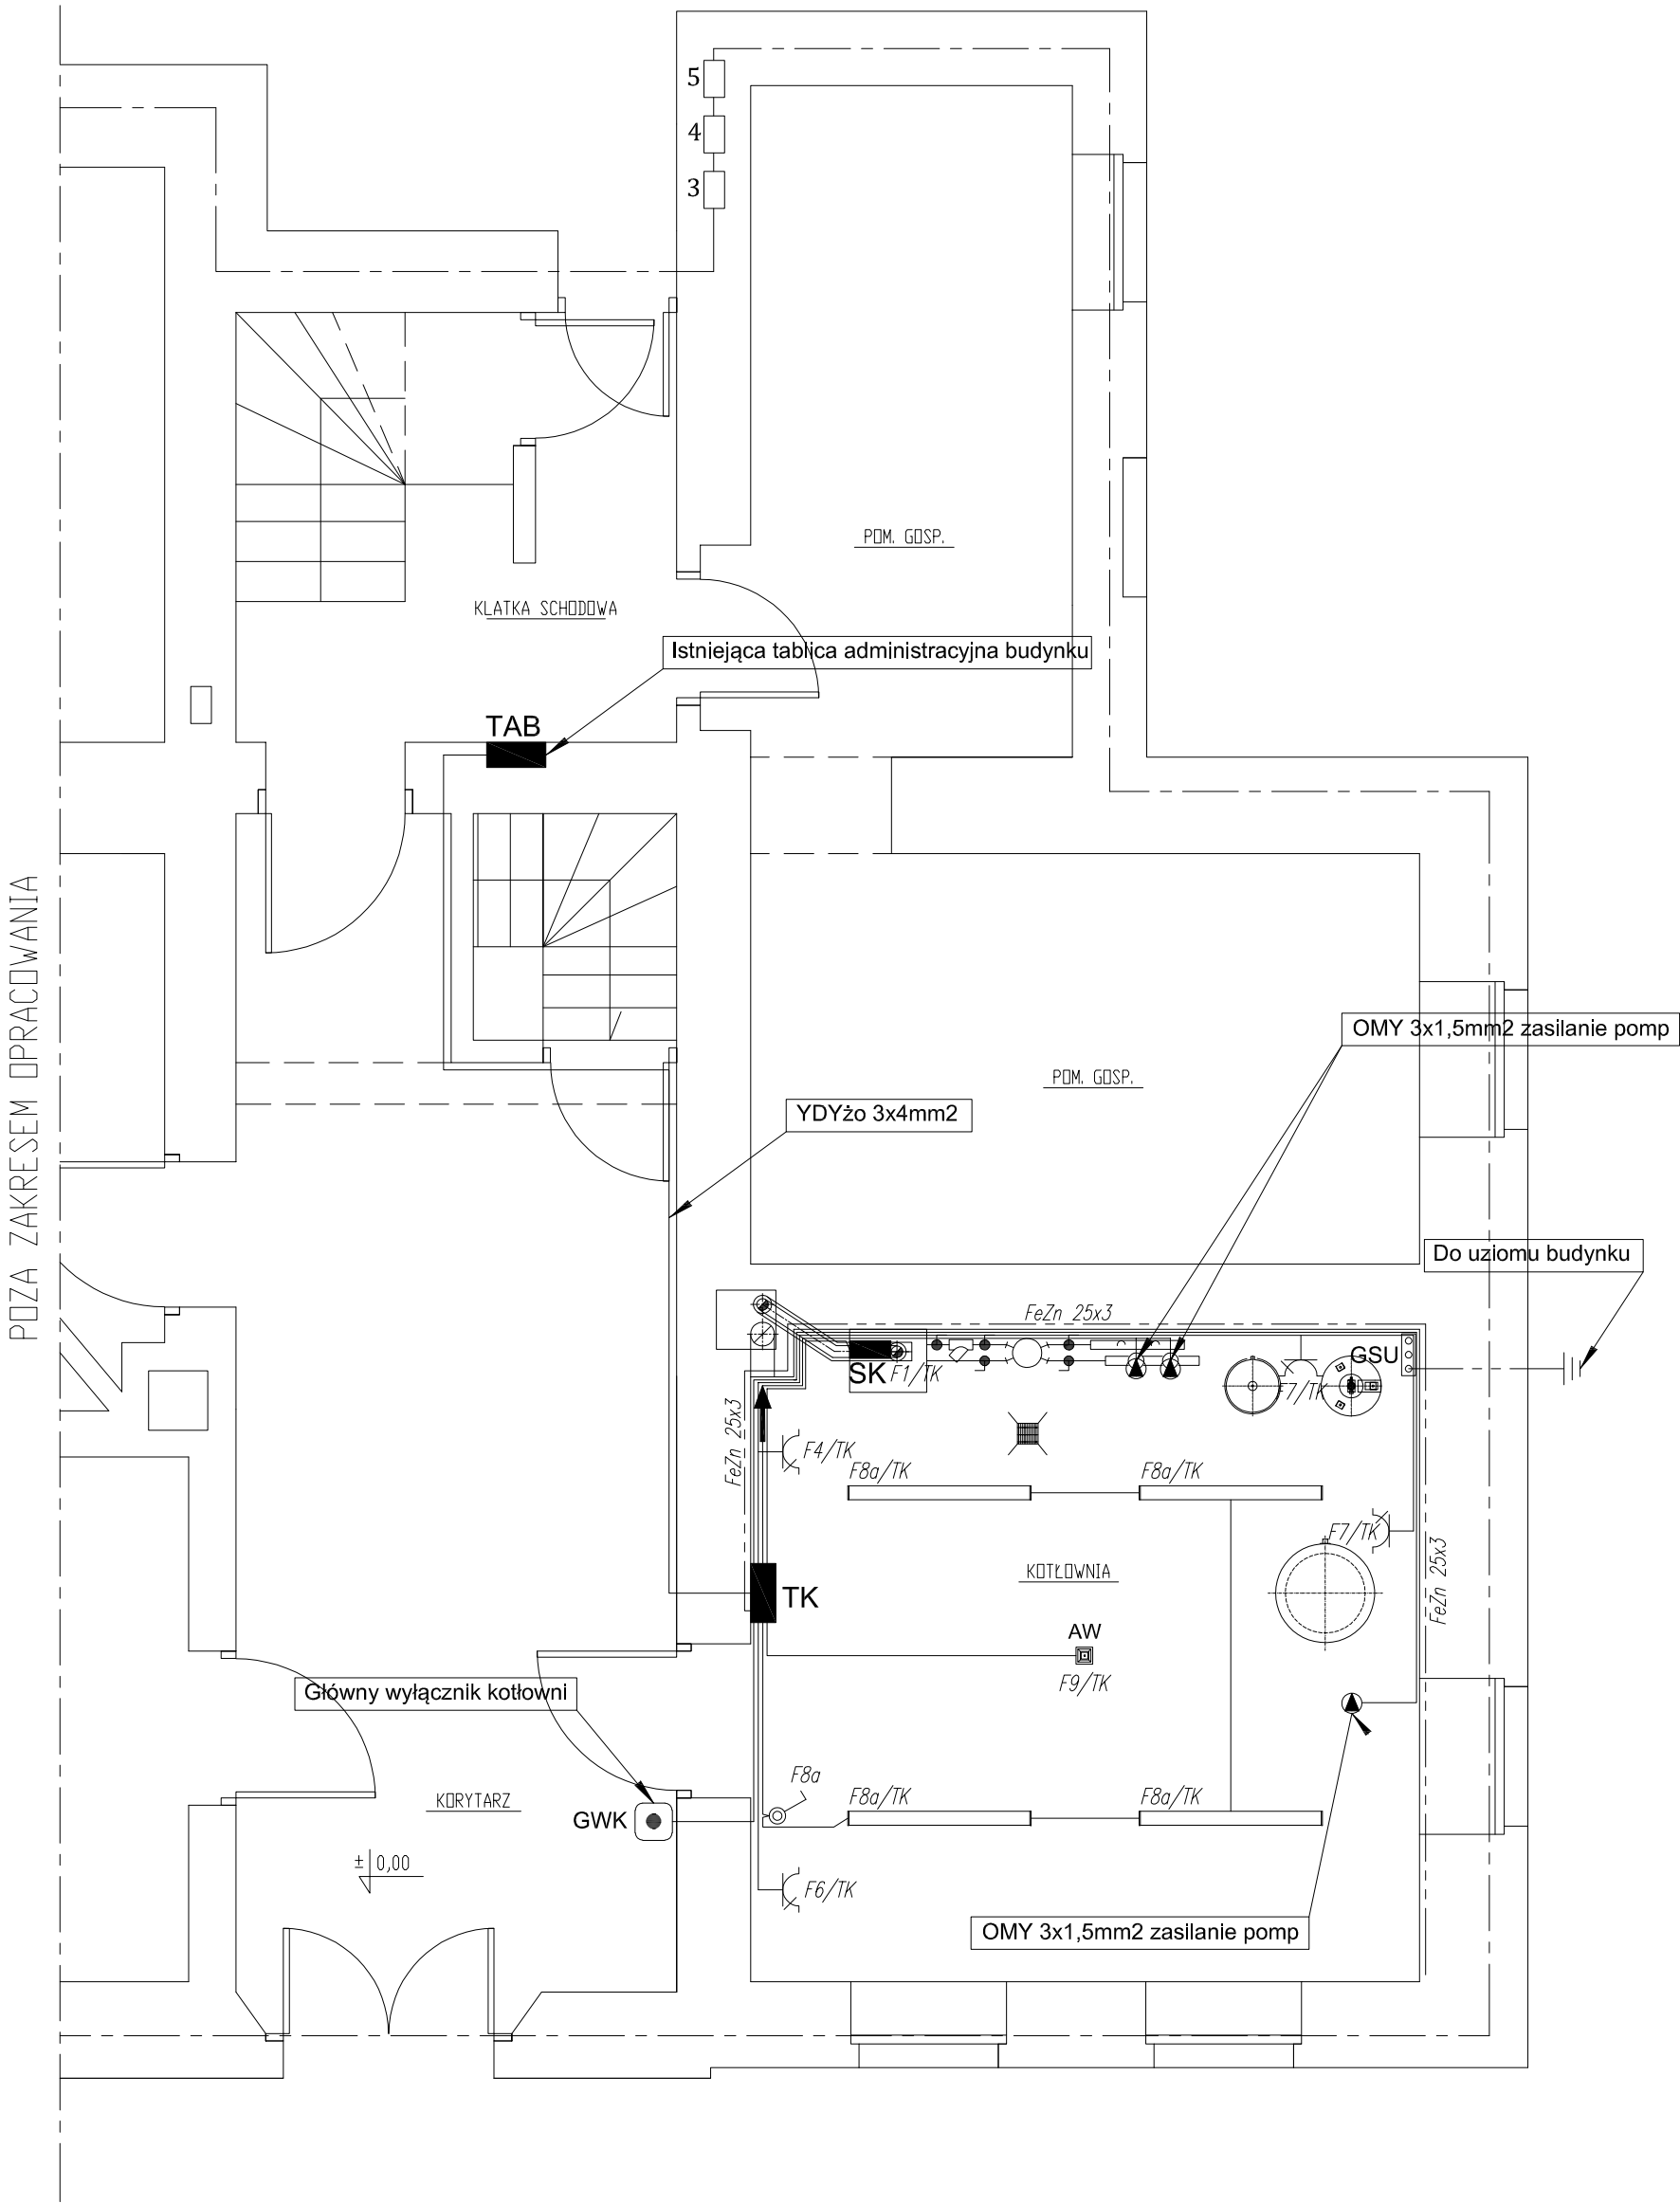 5
4
3
POM. GOSP.
KLATKA SCHODOWA
Istniejąca tablica administracyjna budynku
TAB
POZA ZAKRESEM OPRACOWANIA
OMY 3x1,5mm2 zasilanie pomp
POM. GOSP.
YDYżo 3x4mm2
Do uziomu budynku
FeZn 25x3
GSU
SK
F1/TK
F7/TK
FeZn 25x3
F4/TK
F8a/TK
F8a/TK
F7/TK
FeZn 25x3
KOTŁOWNIA
TK
AW
F9/TK
Główny wyłącznik kotłowni
F8a
F8a/TK
F8a/TK
KORYTARZ
GWK
± 0,00
F6/TK
OMY 3x1,5mm2 zasilanie pomp